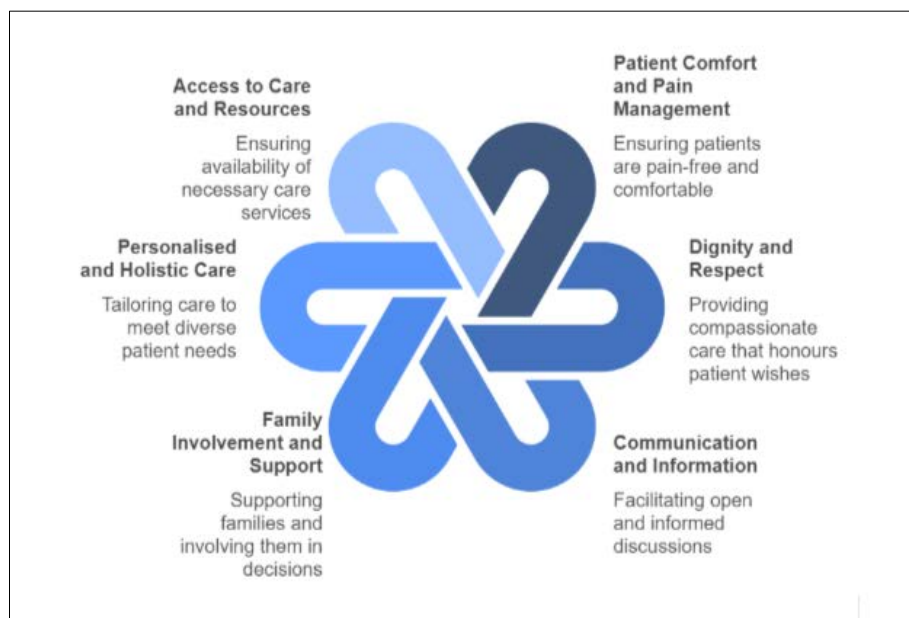 Access to Care
and Resources
Ensuring
availability of
necessary care
services
Patient Comfort
and Pain
Management
Ensuring patients
are pain-free and
comfortable
Personalised
and Holistic Care
Tailoring care to
meet diverse
patient needs
Dignity and
Respect
Providing
compassionate
care that honours
patient wishes
Family
Involvement and
Support
Supporting
families and
involving them in
decisions
Communication
and Information
Facilitating open
and informed
discussions